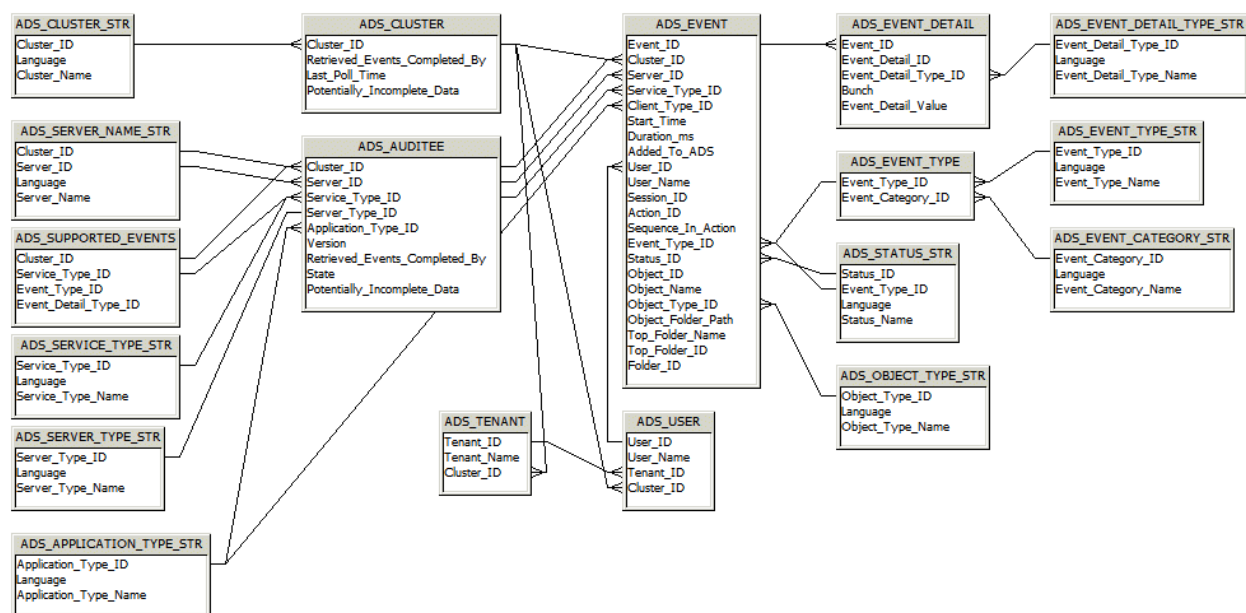 ADS_CLUSTER_STR
Cluster_ID
Language
Cluster_Name
ADS_CLUSTER
Cluster_ID
Retrieved_Events_Completed_By
Last_Poll_Time
Potentially_Incomplete_Data
ADS_EVENT
Event_ID
Cluster_ID
Server_ID
Service_Type_ID
Client_Type_ID
Start_Time
Duration_ms
Added_To_ADS
User_ID
User_Name
Session_ID
Action_ID
Sequence_In_Action
Event_Type_ID
Status_ID
Object_ID
Object_Name
Object_Type_ID
Object_Folder_Path
Top_Folder_Name
Top_Folder_ID
Folder_ID
ADS_EVENT_DETAIL
Event_ID
Event_Detail_ID
Event_Detail_Type_ID
Bunch
Event_Detail_Value
ADS_EVENT_DETAIL_TYPE_STR
Event_Detail_Type_ID
Language
Event_Detail_Type_Name
ADS_SERVER_NAME_STR
Cluster_ID
Server_ID
Language
Server_Name
ADS_AUDITEE
Cluster_ID
Server_ID
Service_Type_ID
Server_Type_ID
Application_Type_ID
Version
Retrieved_Events_Completed_By
State
Potentially_Incomplete_Data
ADS_EVENT_TYPE
Event_Type_ID
Event_Category_ID
ADS_EVENT_TYPE_STR
Event_Type_ID
Language
Event_Type_Name
ADS_SUPPORTED_EVENTS
Cluster_ID
Service_Type_ID
Event_Type_ID
Event_Detail_Type_ID
ADS_STATUS_STR
Status_ID
Event_Type_ID
Language
Status_Name
ADS_EVENT_CATEGORY_STR
Event_Category_ID
Language
Event_Category_Name
ADS_SERVICE_TYPE_STR
Service_Type_ID
Language
Service_Type_Name
ADS_OBJECT_TYPE_STR
Object_Type_ID
Language
Object_Type_Name
ADS_SERVER_TYPE_STR
Server_Type_ID
Language
Server_Type_Name
ADS_TENANT
Tenant_ID
Tenant_Name
Cluster_ID
ADS_USER
User_ID
User_Name
Tenant_ID
Cluster_ID
ADS_APPLICATION_TYPE_STR
Application_Type_ID
Language
Application_Type_Name